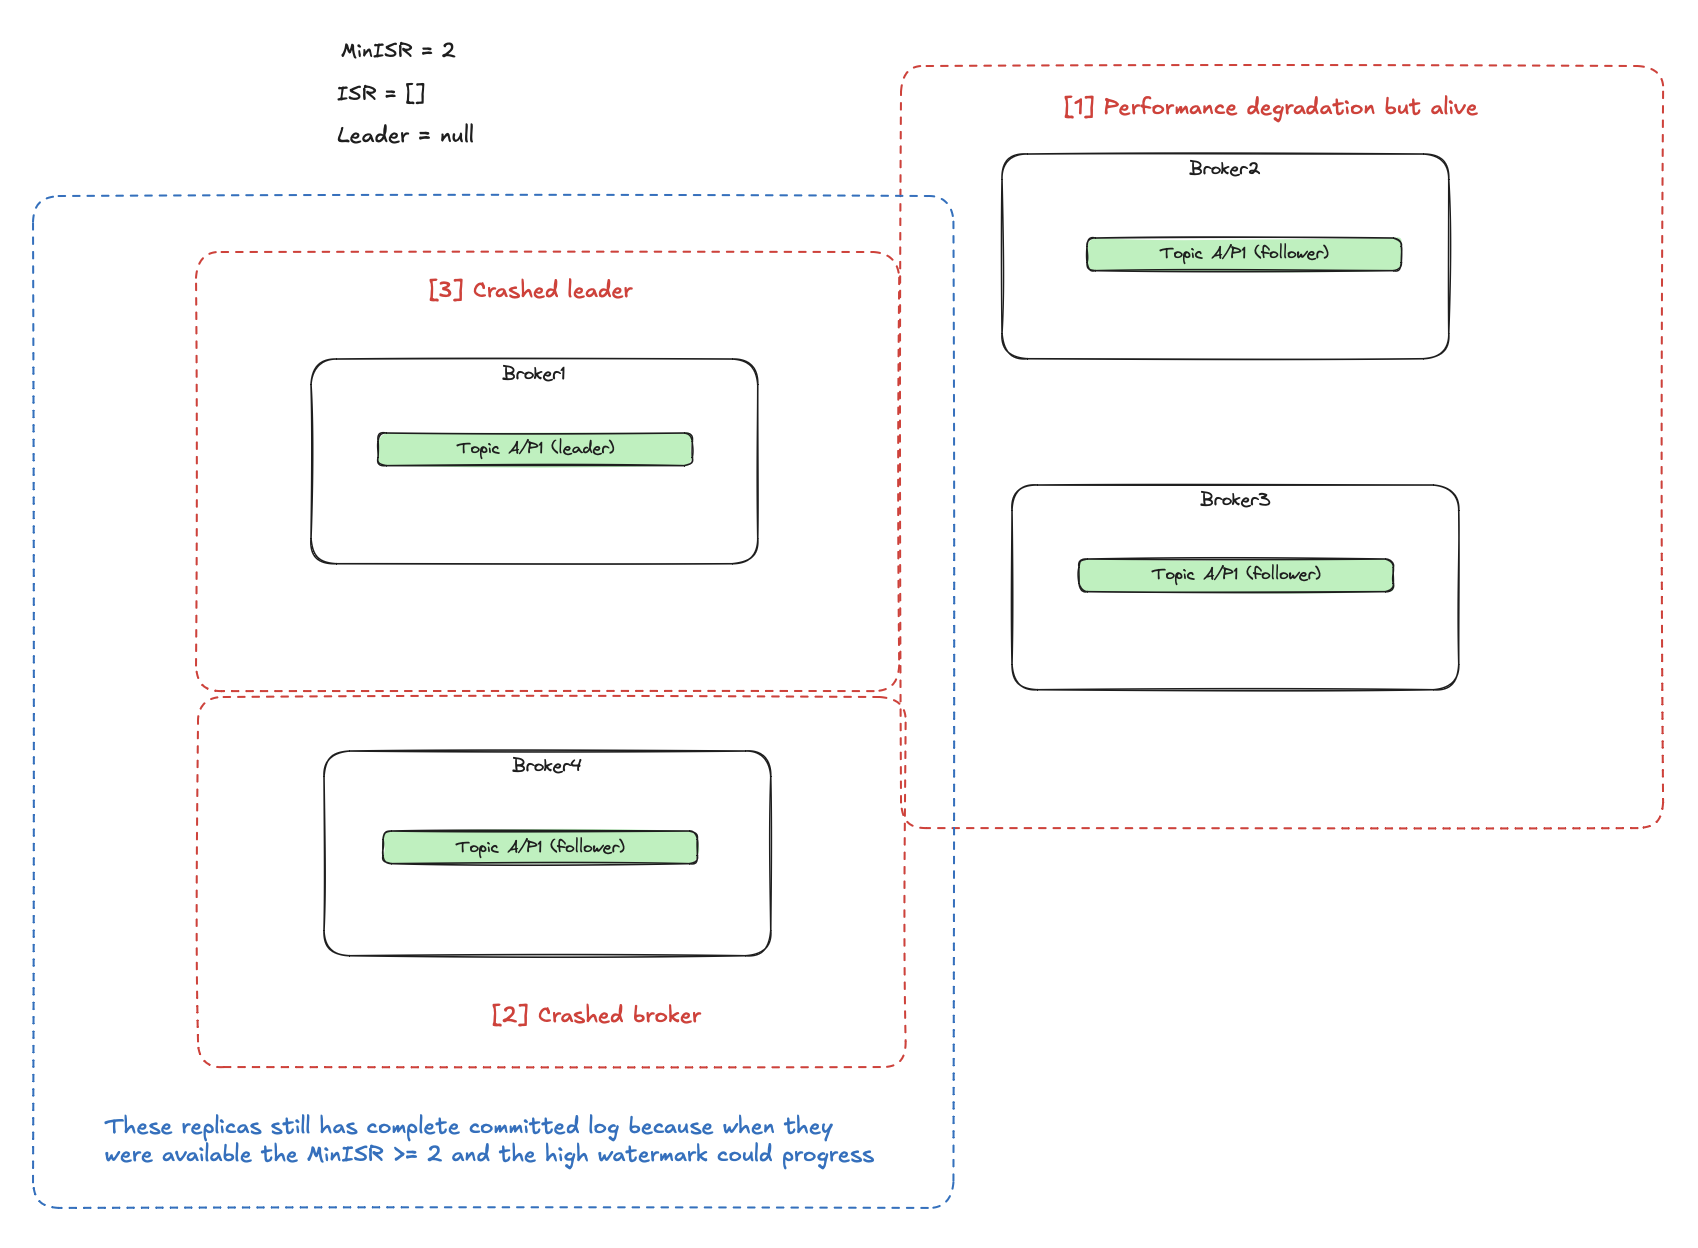 MinISR = 2
ISR = []
Leader = null
[1] Performance degradation but alive
Broker2
Topic A/P1 (follower)
[3] Crashed leader
Broker1
Topic A/P1 (leader)
Broker3
Topic A/P1 (follower)
Broker4
Topic A/P1 (follower)
[2] Crashed broker
These replicas still has complete committed log because when they
were available the MinISR >= 2 and the high watermark could progress